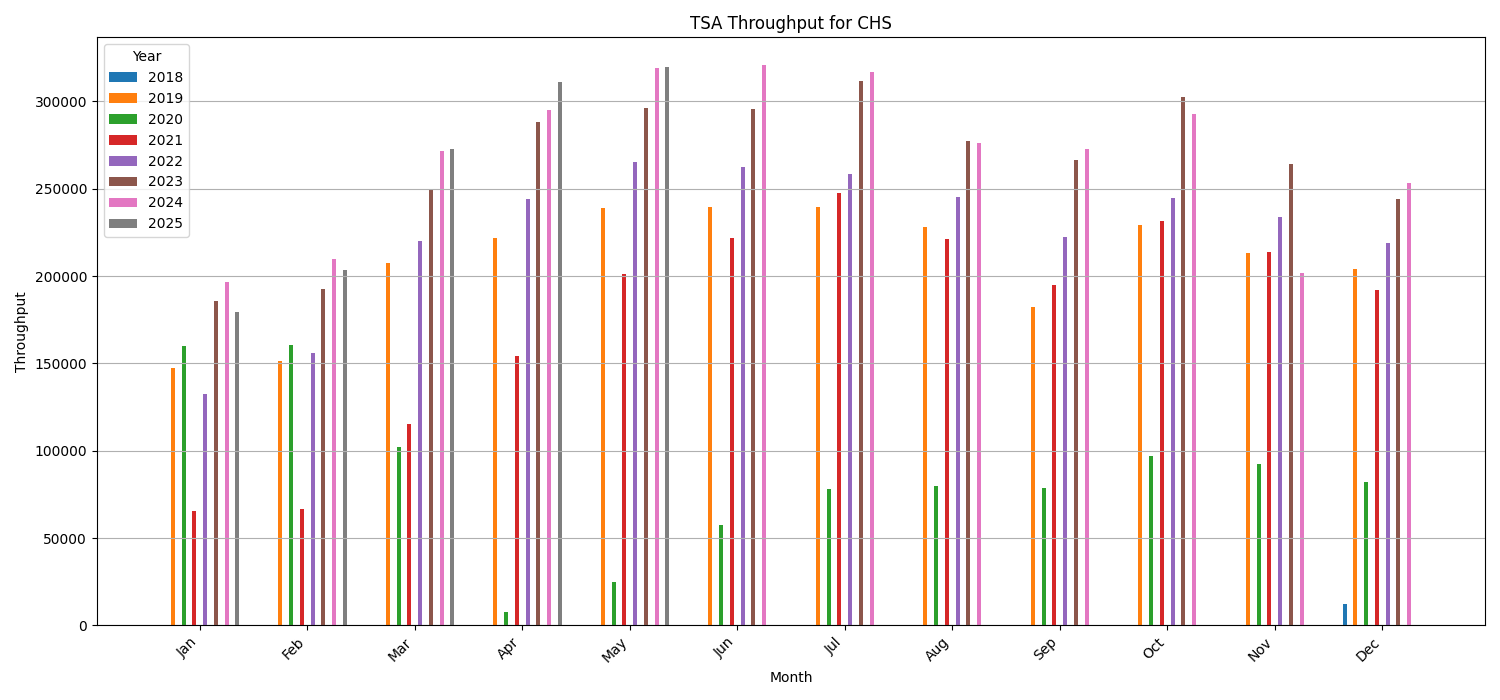 TSA Throughput for CHS
Year
2018
2019
2020
2021
2022
2023
2024
2025
Throughput
300000
250000
200000
150000
100000
50000
0
Jan
Feb
Mar
Apr
May
Jun
Jul
Aug
Sep
Oct
Nov
Dec
Month